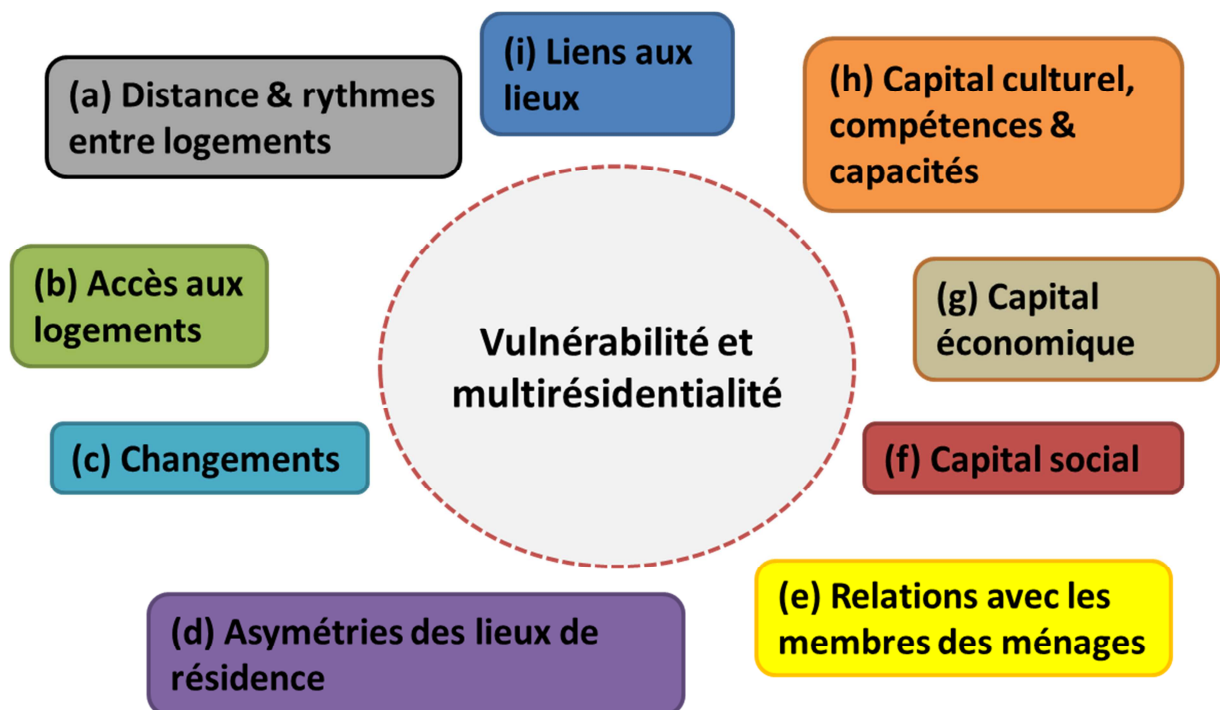 (i) Liens aux
lieux
(a) Distance & rythmes
entre logements
(h) Capital culturel,
compétences &
capacités
(b) Accès aux
logements
(g) Capital
économique
Vulnérabilité et
multirésidentialité
(c) Changements
(f) Capital social
(e) Relations avec les
membres des ménages
(d) Asymétries des lieux de
résidence